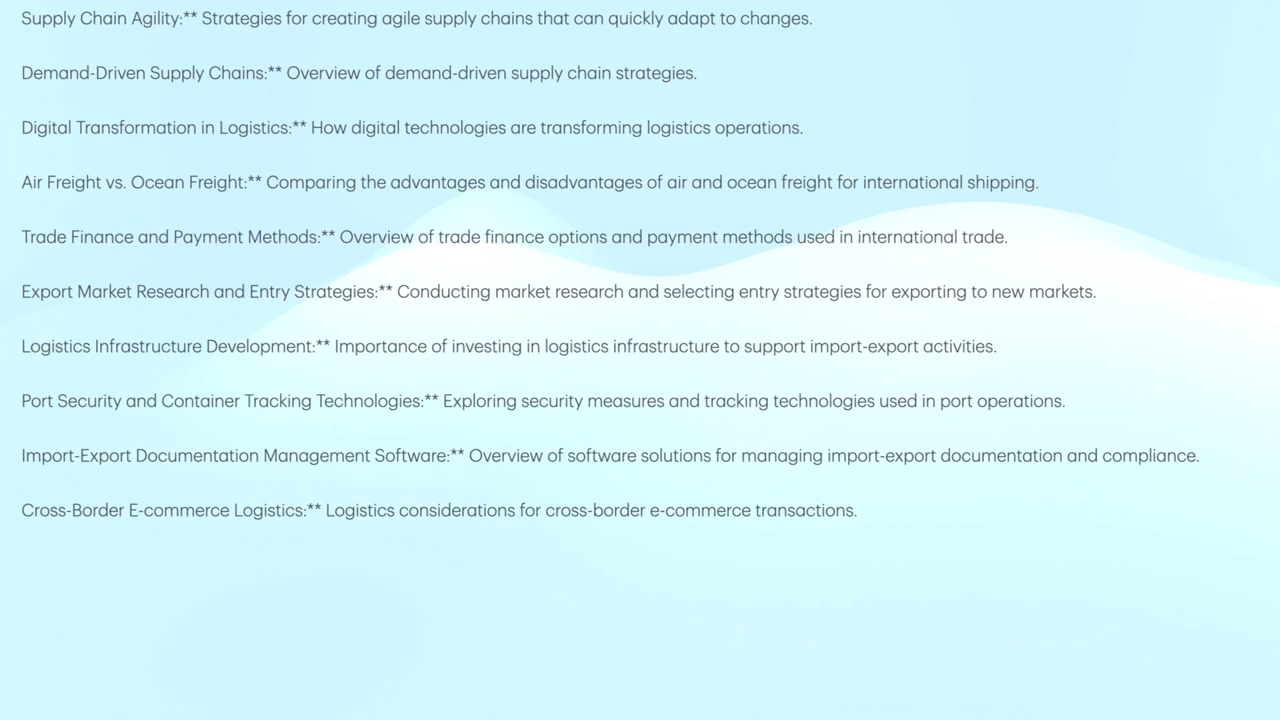 Supply Chain Agility:** Strategies for creating agile supply chains that can quickly adapt to changes.
Demand-Driven Supply Chains:** Overview of demand-driven supply chain strategies.
Digital Transformation in Logistics:** How digital technologies are transforming logistics operations.
Air Freight vs. Ocean Freight:** Comparing the advantages and disadvantages of air and ocean freight for international shipping.
Trade Finance and Payment Methods:** Overview of trade finance options and payment methods used in international trade.
Export Market Research and Entry Strategies:** Conducting market research and selecting entry strategies for exporting to new markets.
Logistics Infrastructure Development:** Importance of investing in logistics infrastructure to support import-export activities.
Port Security and Container Tracking Technologies:** Exploring security measures and tracking technologies used in port operations.
Import-Export Documentation Management Software:** Overview of software solutions for managing import-export documentation and compliance.
Cross-Border E-commerce Logistics:** Logistics considerations for cross-border e-commerce transactions.